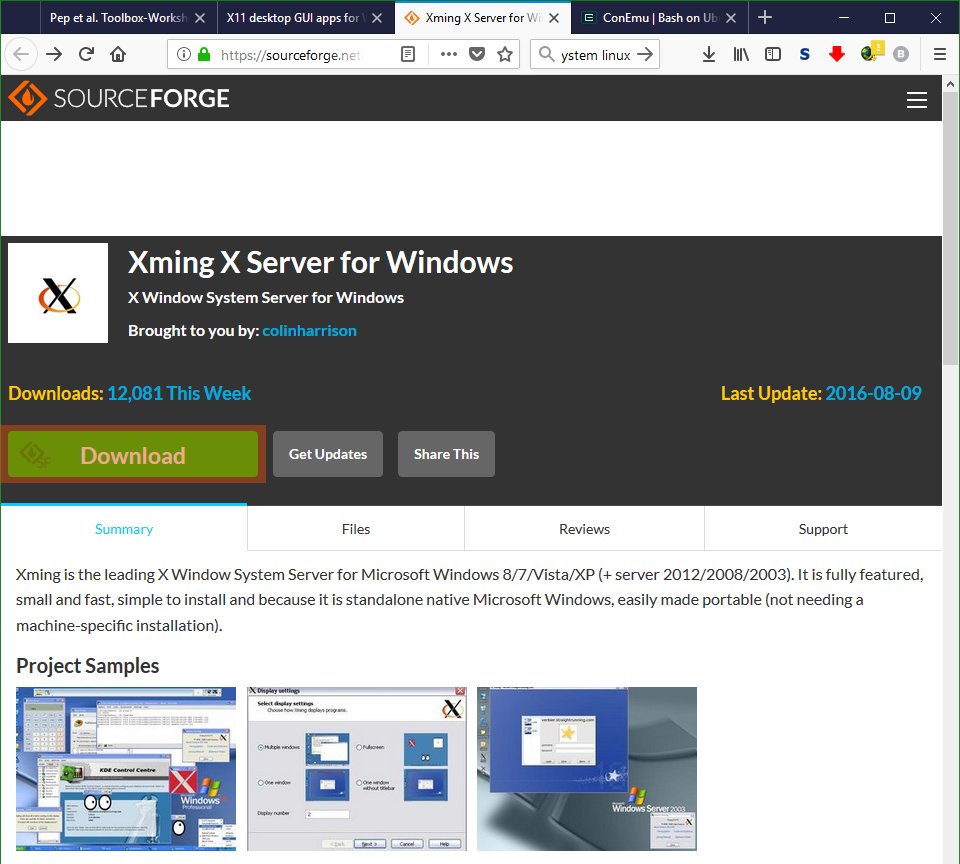 Pep et al. Toolbox-Worksh
X11 desktop GUI apps for
Xming X Server for Wi
ConEmu | Bash on Ub
https://sourceforge.net
ystem linux
S
B
SOURCEFORGE
Xming X Server for Windows
X Window System Server for Windows
Brought to you by: colinharrison
Downloads: 12,081 This Week
Last Update: 2016-08-09
SF
Download
Get Updates
Share This
Summary
Files
Reviews
Support
Xming is the leading X Window System Server for Microsoft Windows 8/7/Vista/XP (+ server 2012/2008/2003). It is fully featured,
small and fast, simple to install and because it is standalone native Microsoft Windows, easily made portable (not needing a
machine-specific installation).
Project Samples
KDE Control Centre
Windows
Professional
Display settings
Select display settings
Choose how Xming displays programs.
Multiple windows
Fullscreen
One window
One window
without titlebar
Display number
2
< Back
Next >
Cancel
Help
Windows Server 2003